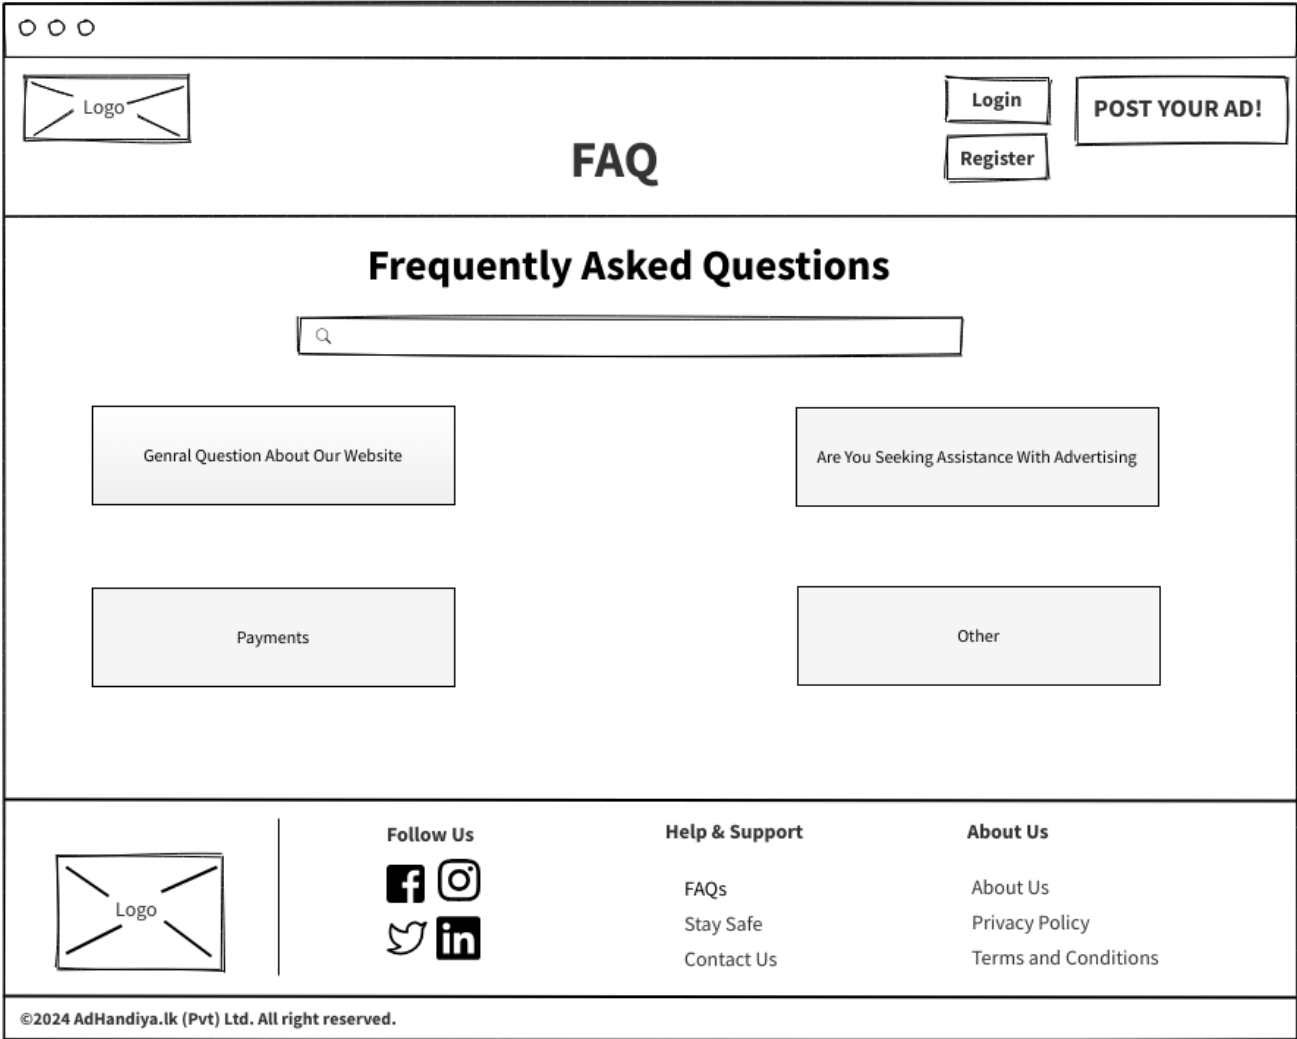 Logo
Login
POST YOUR AD!
Register
FAQ
Frequently Asked Questions
Genral Question About Our Website
Are You Seeking Assistance With Advertising
Payments
Other
Logo
Follow Us
Help & Support
FAQs
Stay Safe
Contact Us
About Us
About Us
Privacy Policy
Terms and Conditions
©2024 AdHandiya.lk (Pvt) Ltd. All right reserved.